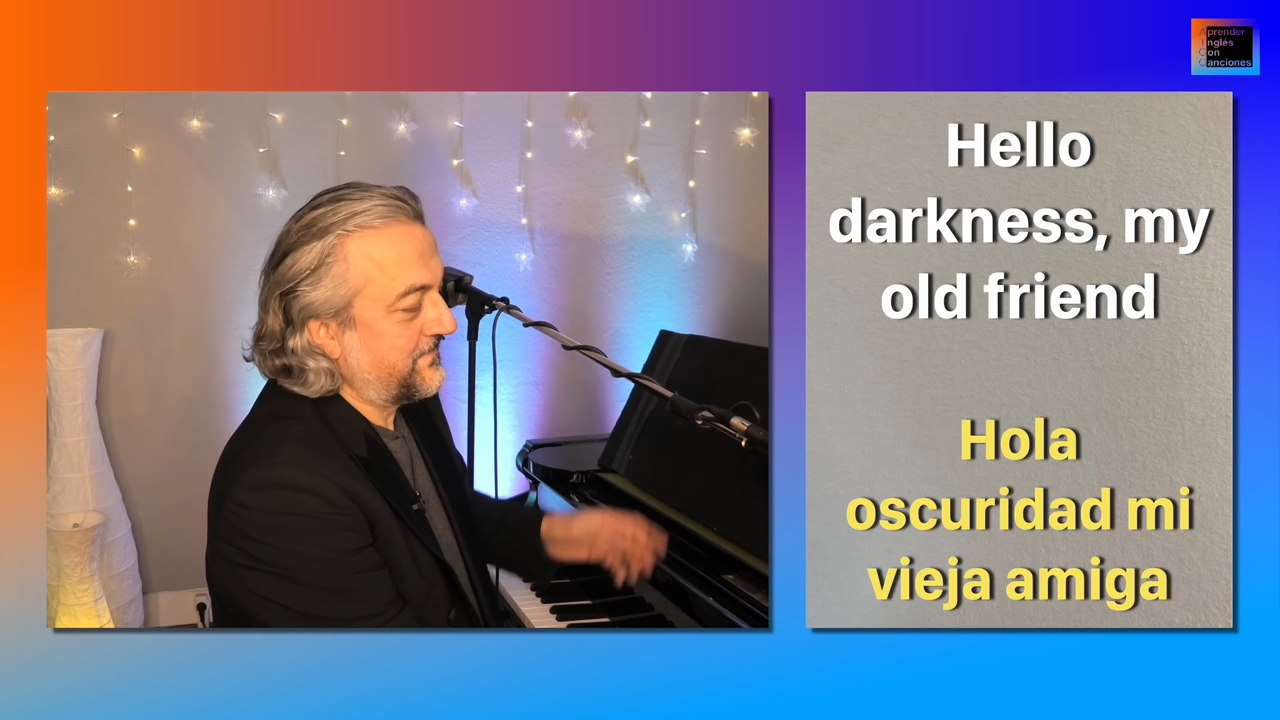 Aprender
Inglés
Con
Canciones
Hello
darkness, my
old friend
Hola
oscuridad mi
vieja amiga